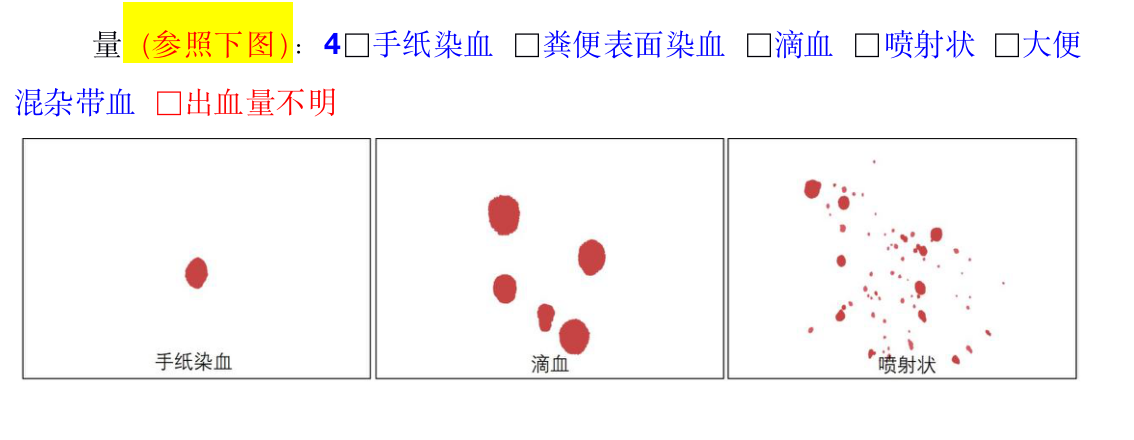 量 (参照下图)：4□手纸染血 □粪便表面染血 □滴血 □喷射状 □大便
混杂带血 □出血量不明
手纸染血
滴血
喷射状